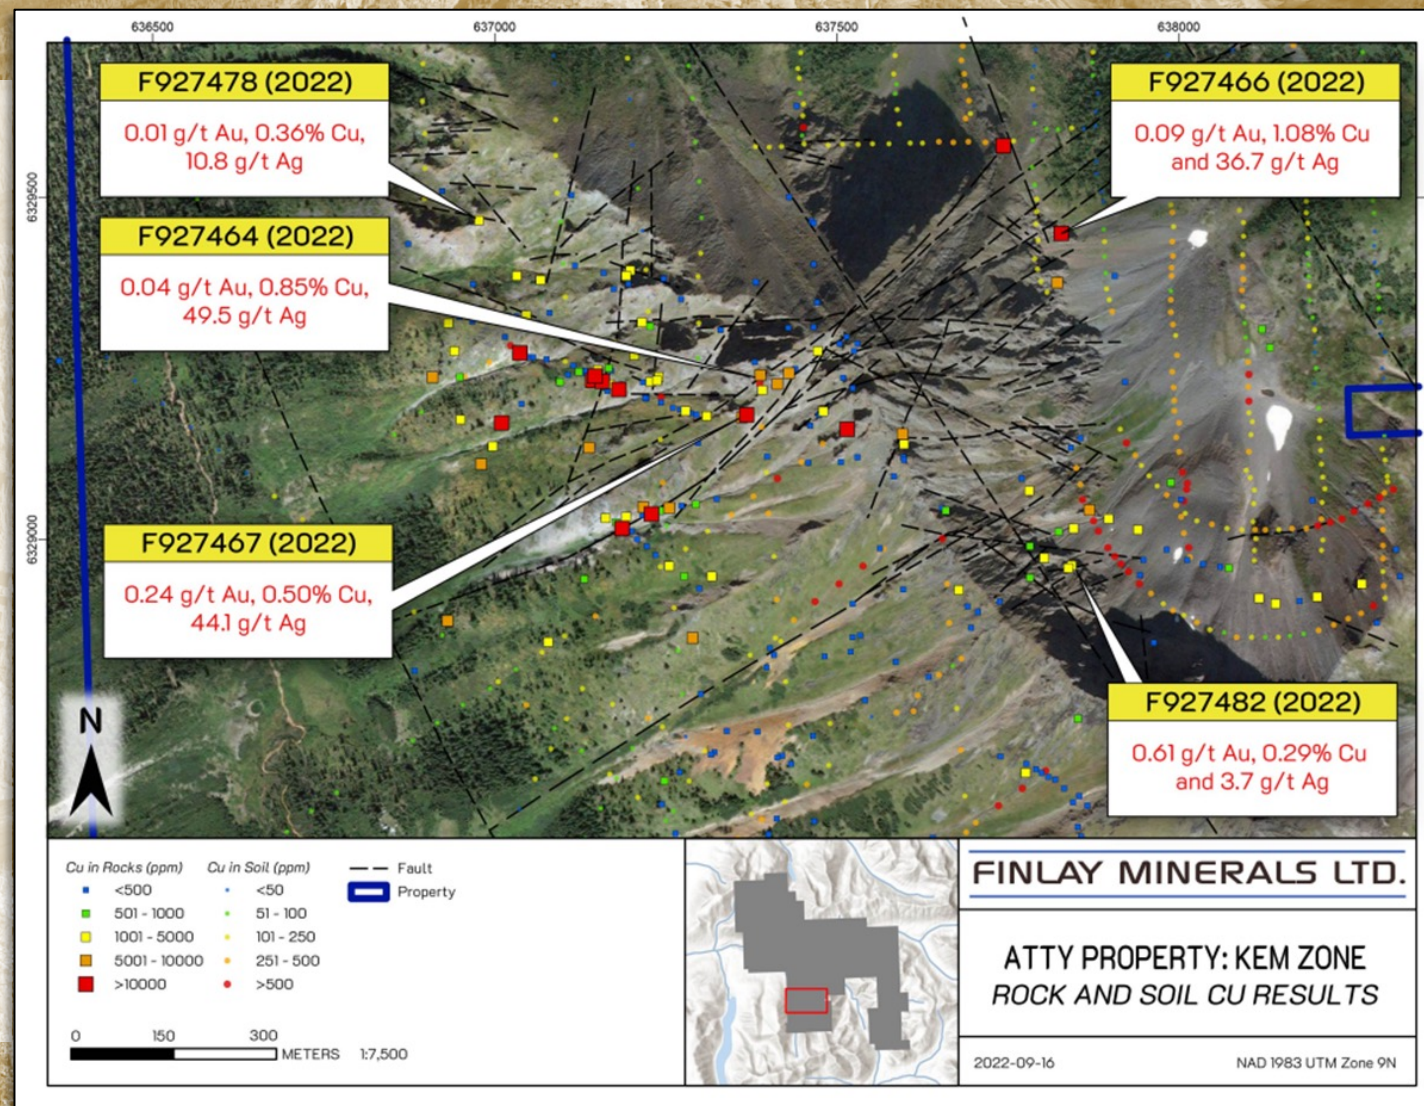 636500
637000
637500
638000
6329500
6329000
F927478 (2022)
0.01 g/t Au, 0.36% Cu,
10.8 g/t Ag
F927464 (2022)
0.04 g/t Au, 0.85% Cu,
49.5 g/t Ag
F927467 (2022)
0.24 g/t Au, 0.50% Cu,
44.1 g/t Ag
F927466 (2022)
0.09 g/t Au, 1.08% Cu
and 36.7 g/t Ag
F927482 (2022)
0.61 g/t Au, 0.29% Cu
and 3.7 g/t Ag
N
Cu in Rocks (ppm)
<500
501 - 1000
1001 - 5000
5001 - 10000
>10000
Cu in Soil (ppm)
<50
51 - 100
101 - 250
251 - 500
>500
Fault
Property
0 150 300
METERS 1:7,500
FINLAY MINERALS LTD.
ATTY PROPERTY: KEM ZONE
ROCK AND SOIL CU RESULTS
2022-09-16 NAD 1983 UTM Zone 9N